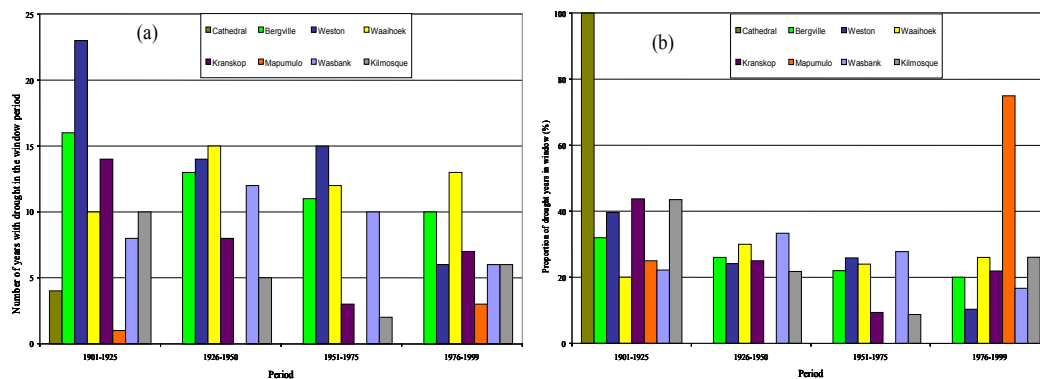 (a)
Cathedral Bergville Weston Waaihoek
Kranskop Mapumulo Wasbank Kilmosque
Number of years with drought in the window period
25
20
15
10
5
0
1901-1925 1926-1950 1951-1975 1976-1999
Period
(b)
Cathedral Bergville Weston Waaihoek
Kranskop Mapumulo Wasbank Kilmosque
Proportion of drought years in window (%)
100
80
60
40
20
0
1901-1925 1926-1950 1951-1975 1976-1999
Period